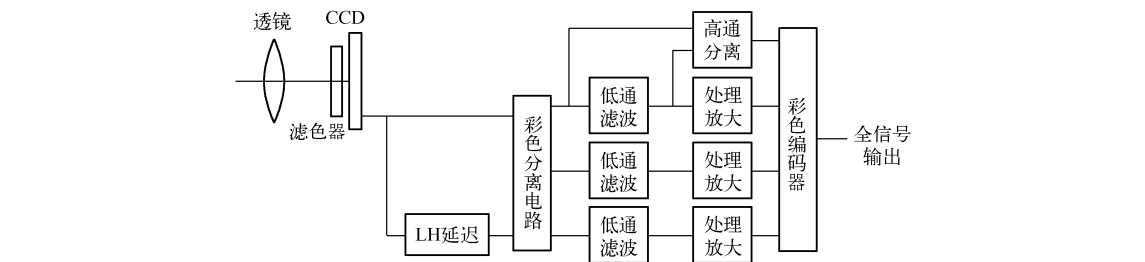 透镜
CCD
滤色器
LH延迟
彩色分离电路
低通
滤波
低通
滤波
低通
滤波
高通
分离
处理
放大
处理
放大
处理
放大
彩色编码器
全信号
输出